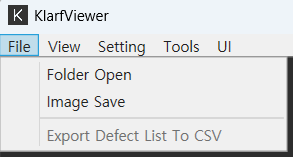 K KlarfViewer
File View Setting Tools UI
Folder Open
Image Save
Export Defect List To CSV